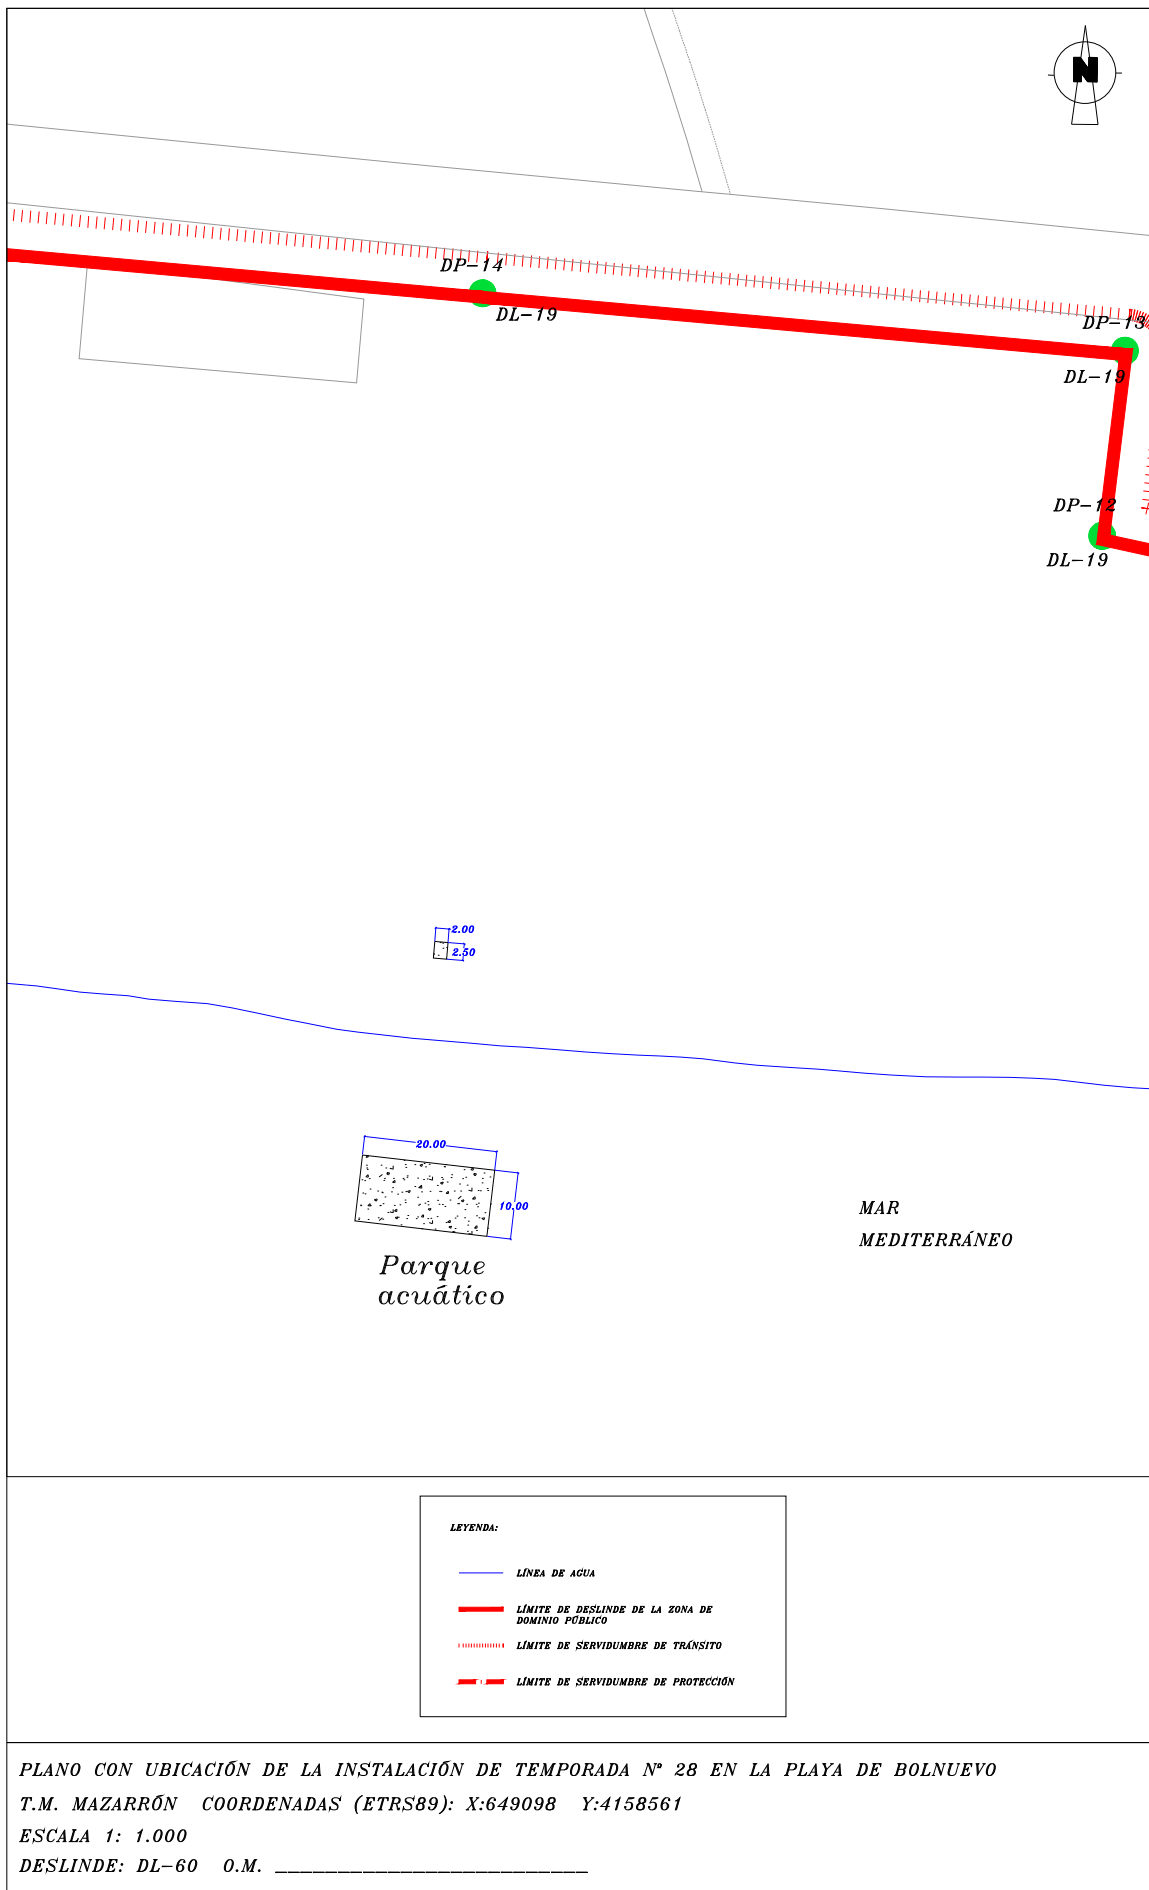 N
DP-14
DL-19
DP-13
DL-19
DP-12
DL-19
2.00
2.50
20.00
10.00
MAR
MEDITERRÁNEO
Parque
acuático
LEYENDA:
LÍNEA DE AGUA
LÍMITE DE DESLINDE DE LA ZONA DE
DOMINIO PÚBLICO
LÍMITE DE SERVIDUMBRE DE TRÁNSITO
LÍMITE DE SERVIDUMBRE DE PROTECCIÓN
PLANO CON UBICACIÓN DE LA INSTALACIÓN DE TEMPORADA Nº 28 EN LA PLAYA DE BOLNUEVO
T.M. MAZARRÓN COORDENADAS (ETRS89): X:649098 Y:4158561
ESCALA 1: 1.000
DESLINDE: DL-60 O.M. __________________________